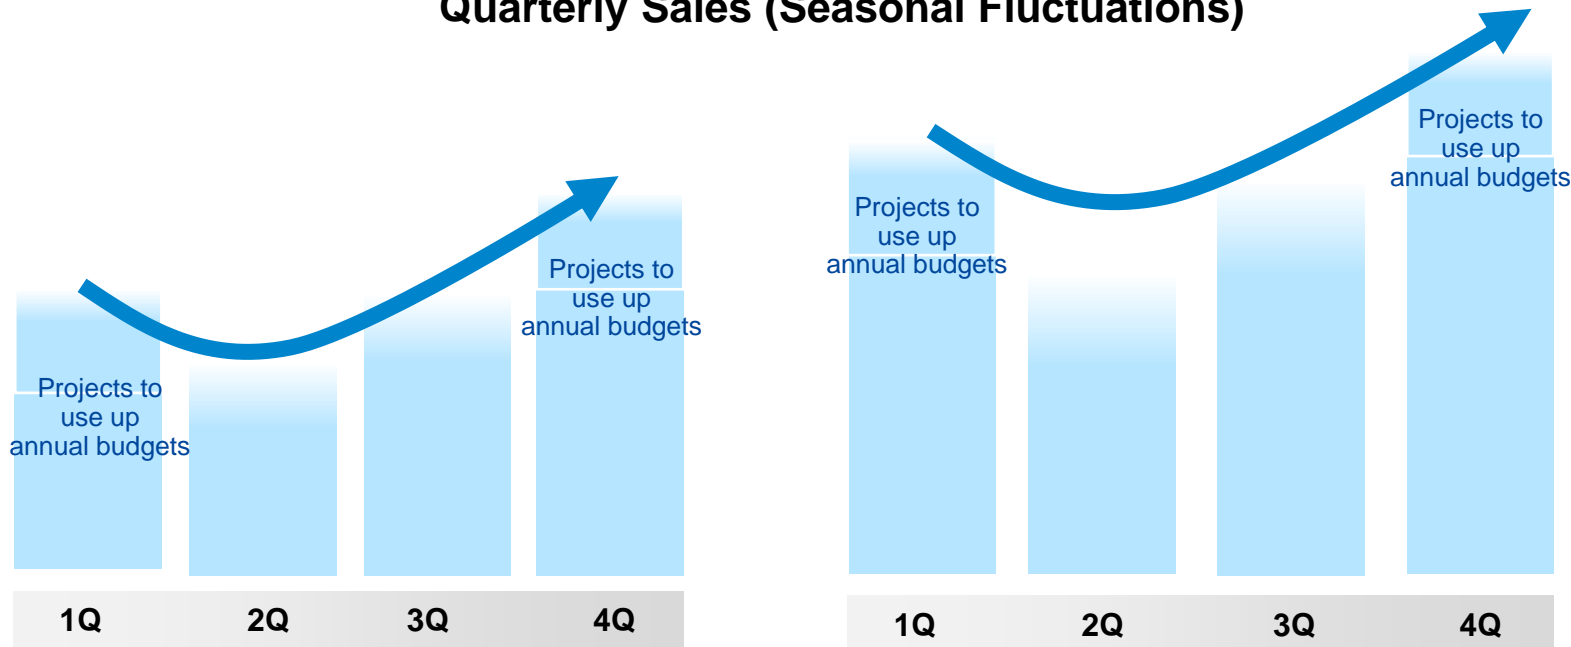 Quarterly Sales (Seasonal Fluctuations)
Projects to
use up
annual budgets
Projects to
use up
annual budgets
1Q 2Q 3Q 4Q
Projects to
use up
annual budgets
Projects to
use up
annual budgets
1Q 2Q 3Q 4Q